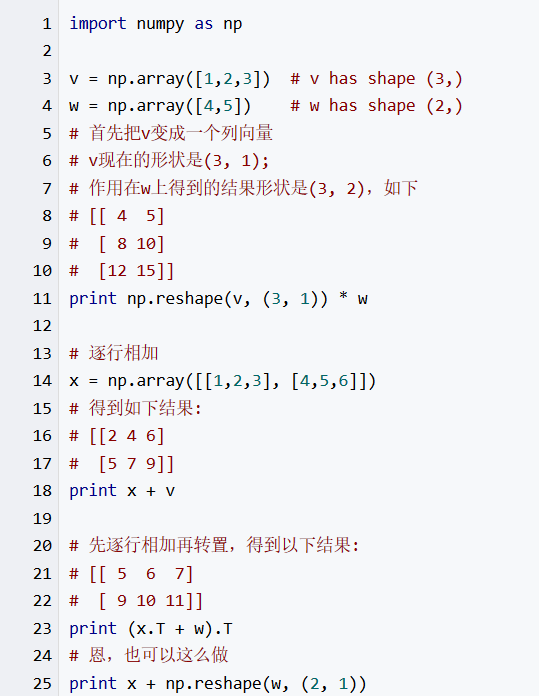 1 import numpy as np
2
3 v = np.array([1,2,3])  # v has shape (3,)
4 w = np.array([4,5])    # w has shape (2,)
5 # 首先把v变成一个列向量
6 # v现在的形状是(3, 1);
7 # 作用在w上得到的结果形状是(3, 2)，如下
8 # [[ 4  5]
9 #  [ 8 10]
10 #  [12 15]]
11 print np.reshape(v, (3, 1)) * w
12
13 # 逐行相加
14 x = np.array([[1,2,3], [4,5,6]])
15 # 得到如下结果:
16 # [[2 4 6]
17 #  [5 7 9]]
18 print x + v
19
20 # 先逐行相加再转置，得到以下结果:
21 # [[ 5  6  7]
22 #  [ 9 10 11]]
23 print (x.T + w).T
24 # 恩，也可以这么做
25 print x + np.reshape(w, (2, 1))